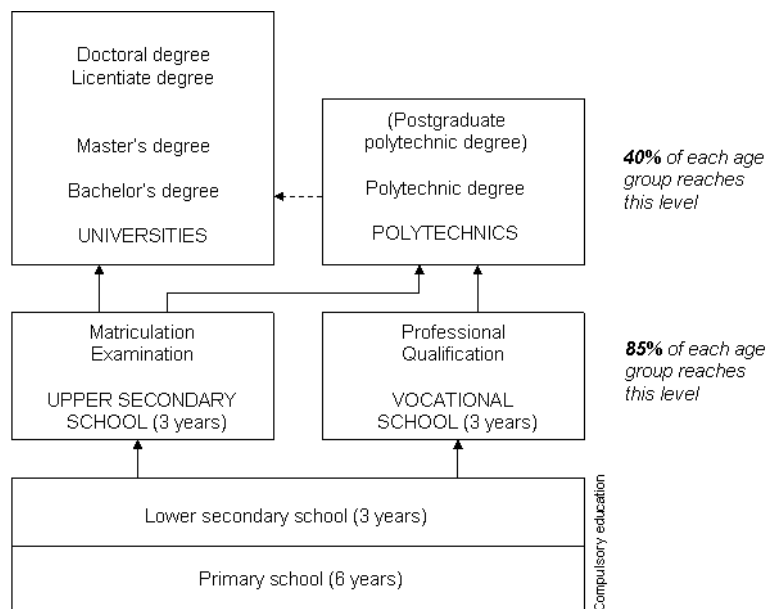 Doctoral degree
Licentiate degree
Master's degree
Bachelor's degree
UNIVERSITIES
(Postgraduate
polytechnic degree)
Polytechnic degree
POLYTECHNICS
40% of each age
group reaches
this level
Matriculation
Examination
UPPER SECONDARY
SCHOOL (3 years)
Professional
Qualification
VOCATIONAL
SCHOOL (3 years)
85% of each age
group reaches
this level
Lower secondary school (3 years)
Primary school (6 years)
Compulsory education